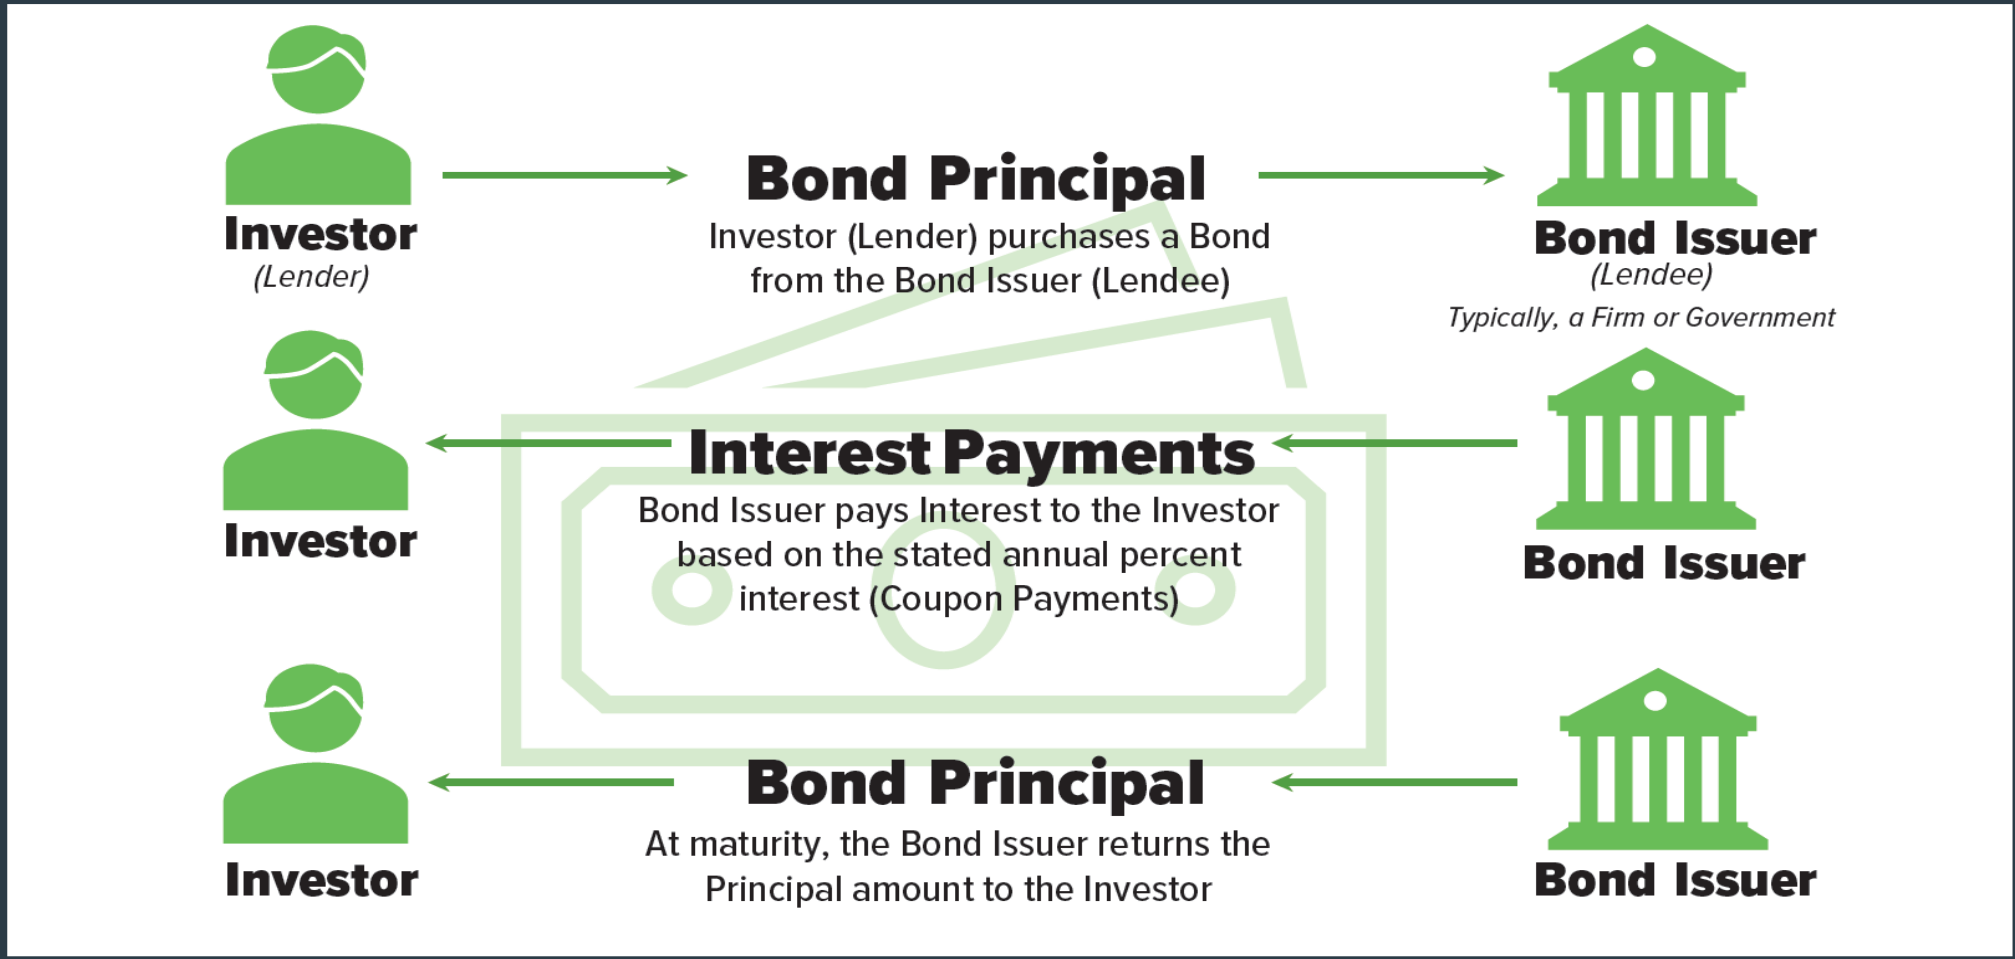 Bond Principal
Investor
(Lender)
Investor (Lender) purchases a Bond
from the Bond Issuer (Lendee)
Bond Issuer
(Lendee)
Typically, a Firm or Government
Interest Payments
Investor
Bond Issuer pays Interest to the Investor
based on the stated annual percent
interest (Coupon Payments)
Bond Issuer
Bond Principal
Investor
At maturity, the Bond Issuer returns the
Principal amount to the Investor
Bond Issuer